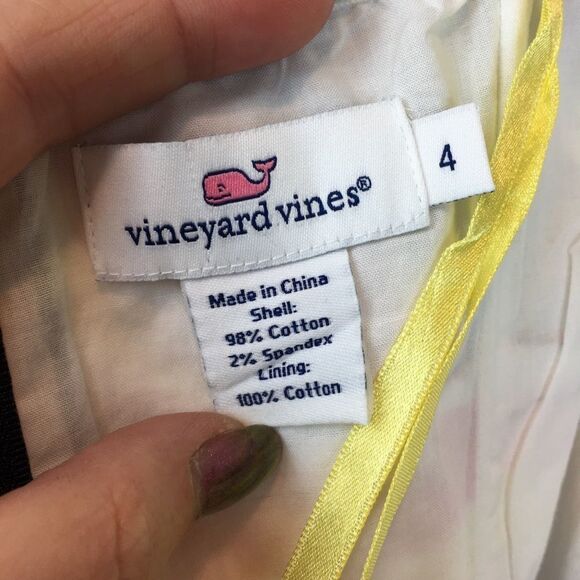 vineyard vines®
4
Made in China
Shell:
98% Cotton
2% Spandex
Lining:
100% Cotton